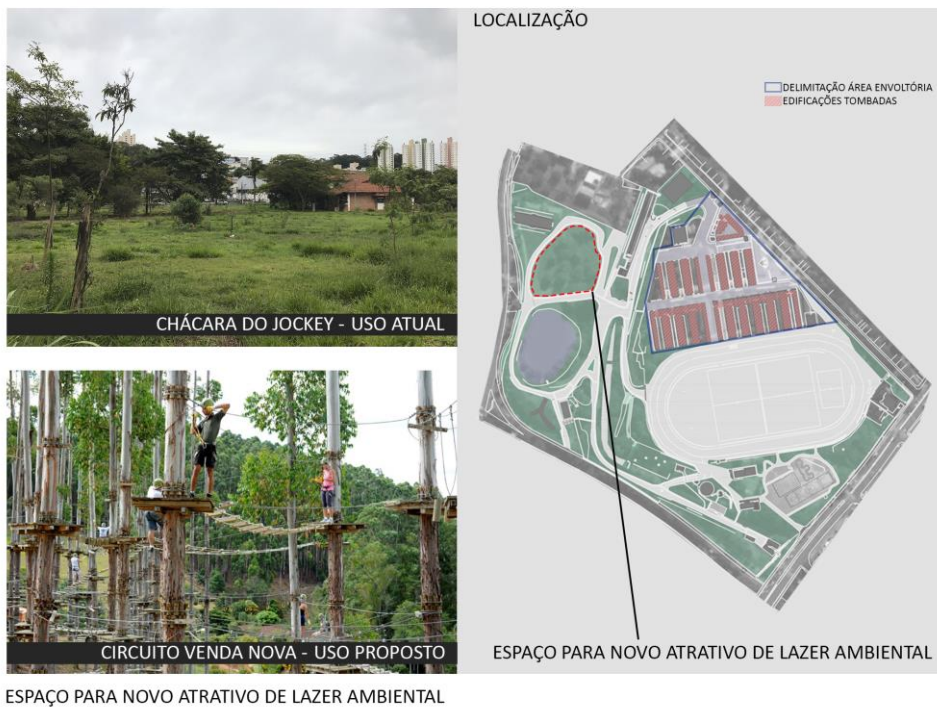 LOCALIZAÇÃO
DELIMITAÇÃO ÁREA ENVOLTÓRIA
EDIFICAÇÕES TOMBADAS
CHÁCARA DO JOCKEY - USO ATUAL
CIRCUITO VENDA NOVA - USO PROPOSTO
ESPAÇO PARA NOVO ATRATIVO DE LAZER AMBIENTAL
ESPAÇO PARA NOVO ATRATIVO DE LAZER AMBIENTAL